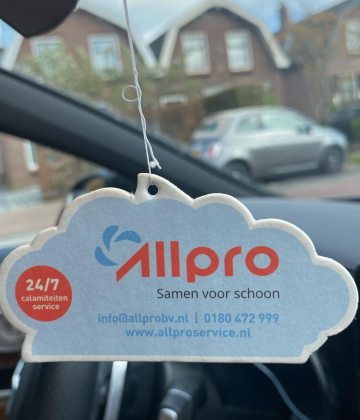 Allpro
Samen voor schoon
24/7
calamiteiten
service
info@allprobv.nl | 0180 472 999
www.allproservice.nl